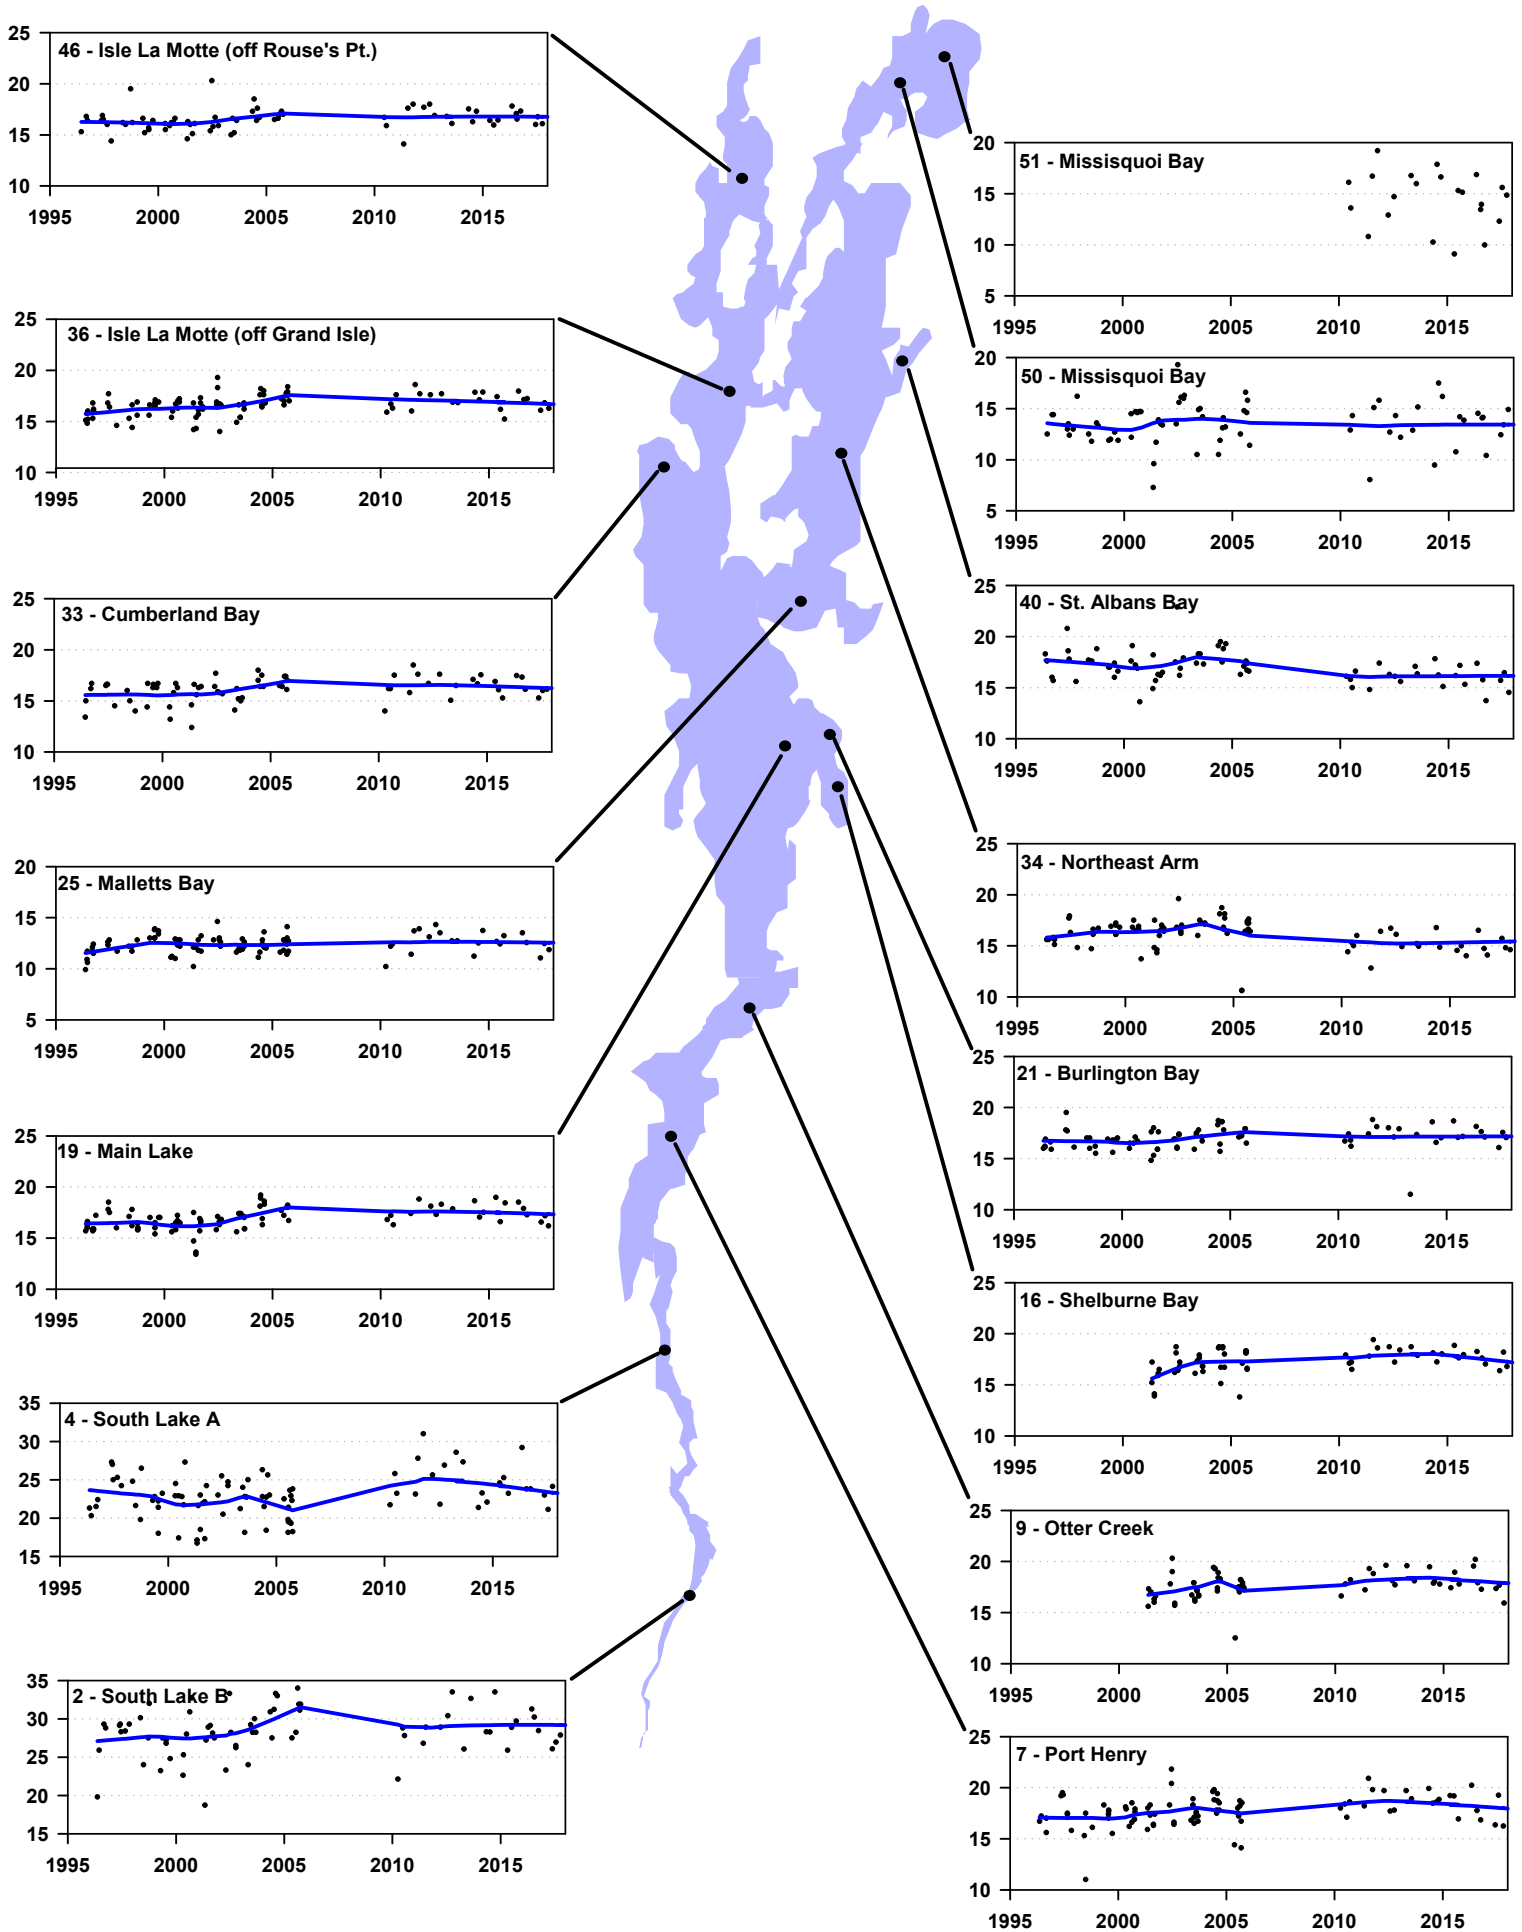 46 - Isle La Motte (off Rouse's Pt.)
25
20
15
10
1995 2000 2005 2010 2015
36 - Isle La Motte (off Grand Isle)
25
20
15
10
1995 2000 2005 2010 2015
33 - Cumberland Bay
25
20
15
10
1995 2000 2005 2010 2015
25 - Malletts Bay
20
15
10
5
1995 2000 2005 2010 2015
19 - Main Lake
25
20
15
10
1995 2000 2005 2010 2015
4 - South Lake A
35
30
25
20
15
1995 2000 2005 2010 2015
2 - South Lake B
35
30
25
20
15
1995 2000 2005 2010 2015
51 - Missisquoi Bay
20
15
10
5
1995 2000 2005 2010 2015
50 - Missisquoi Bay
20
15
10
5
1995 2000 2005 2010 2015
40 - St. Albans Bay
25
20
15
10
1995 2000 2005 2010 2015
34 - Northeast Arm
25
20
15
10
1995 2000 2005 2010 2015
21 - Burlington Bay
25
20
15
10
1995 2000 2005 2010 2015
16 - Shelburne Bay
25
20
15
10
1995 2000 2005 2010 2015
9 - Otter Creek
25
20
15
10
1995 2000 2005 2010 2015
7 - Port Henry
25
20
15
10
1995 2000 2005 2010 2015